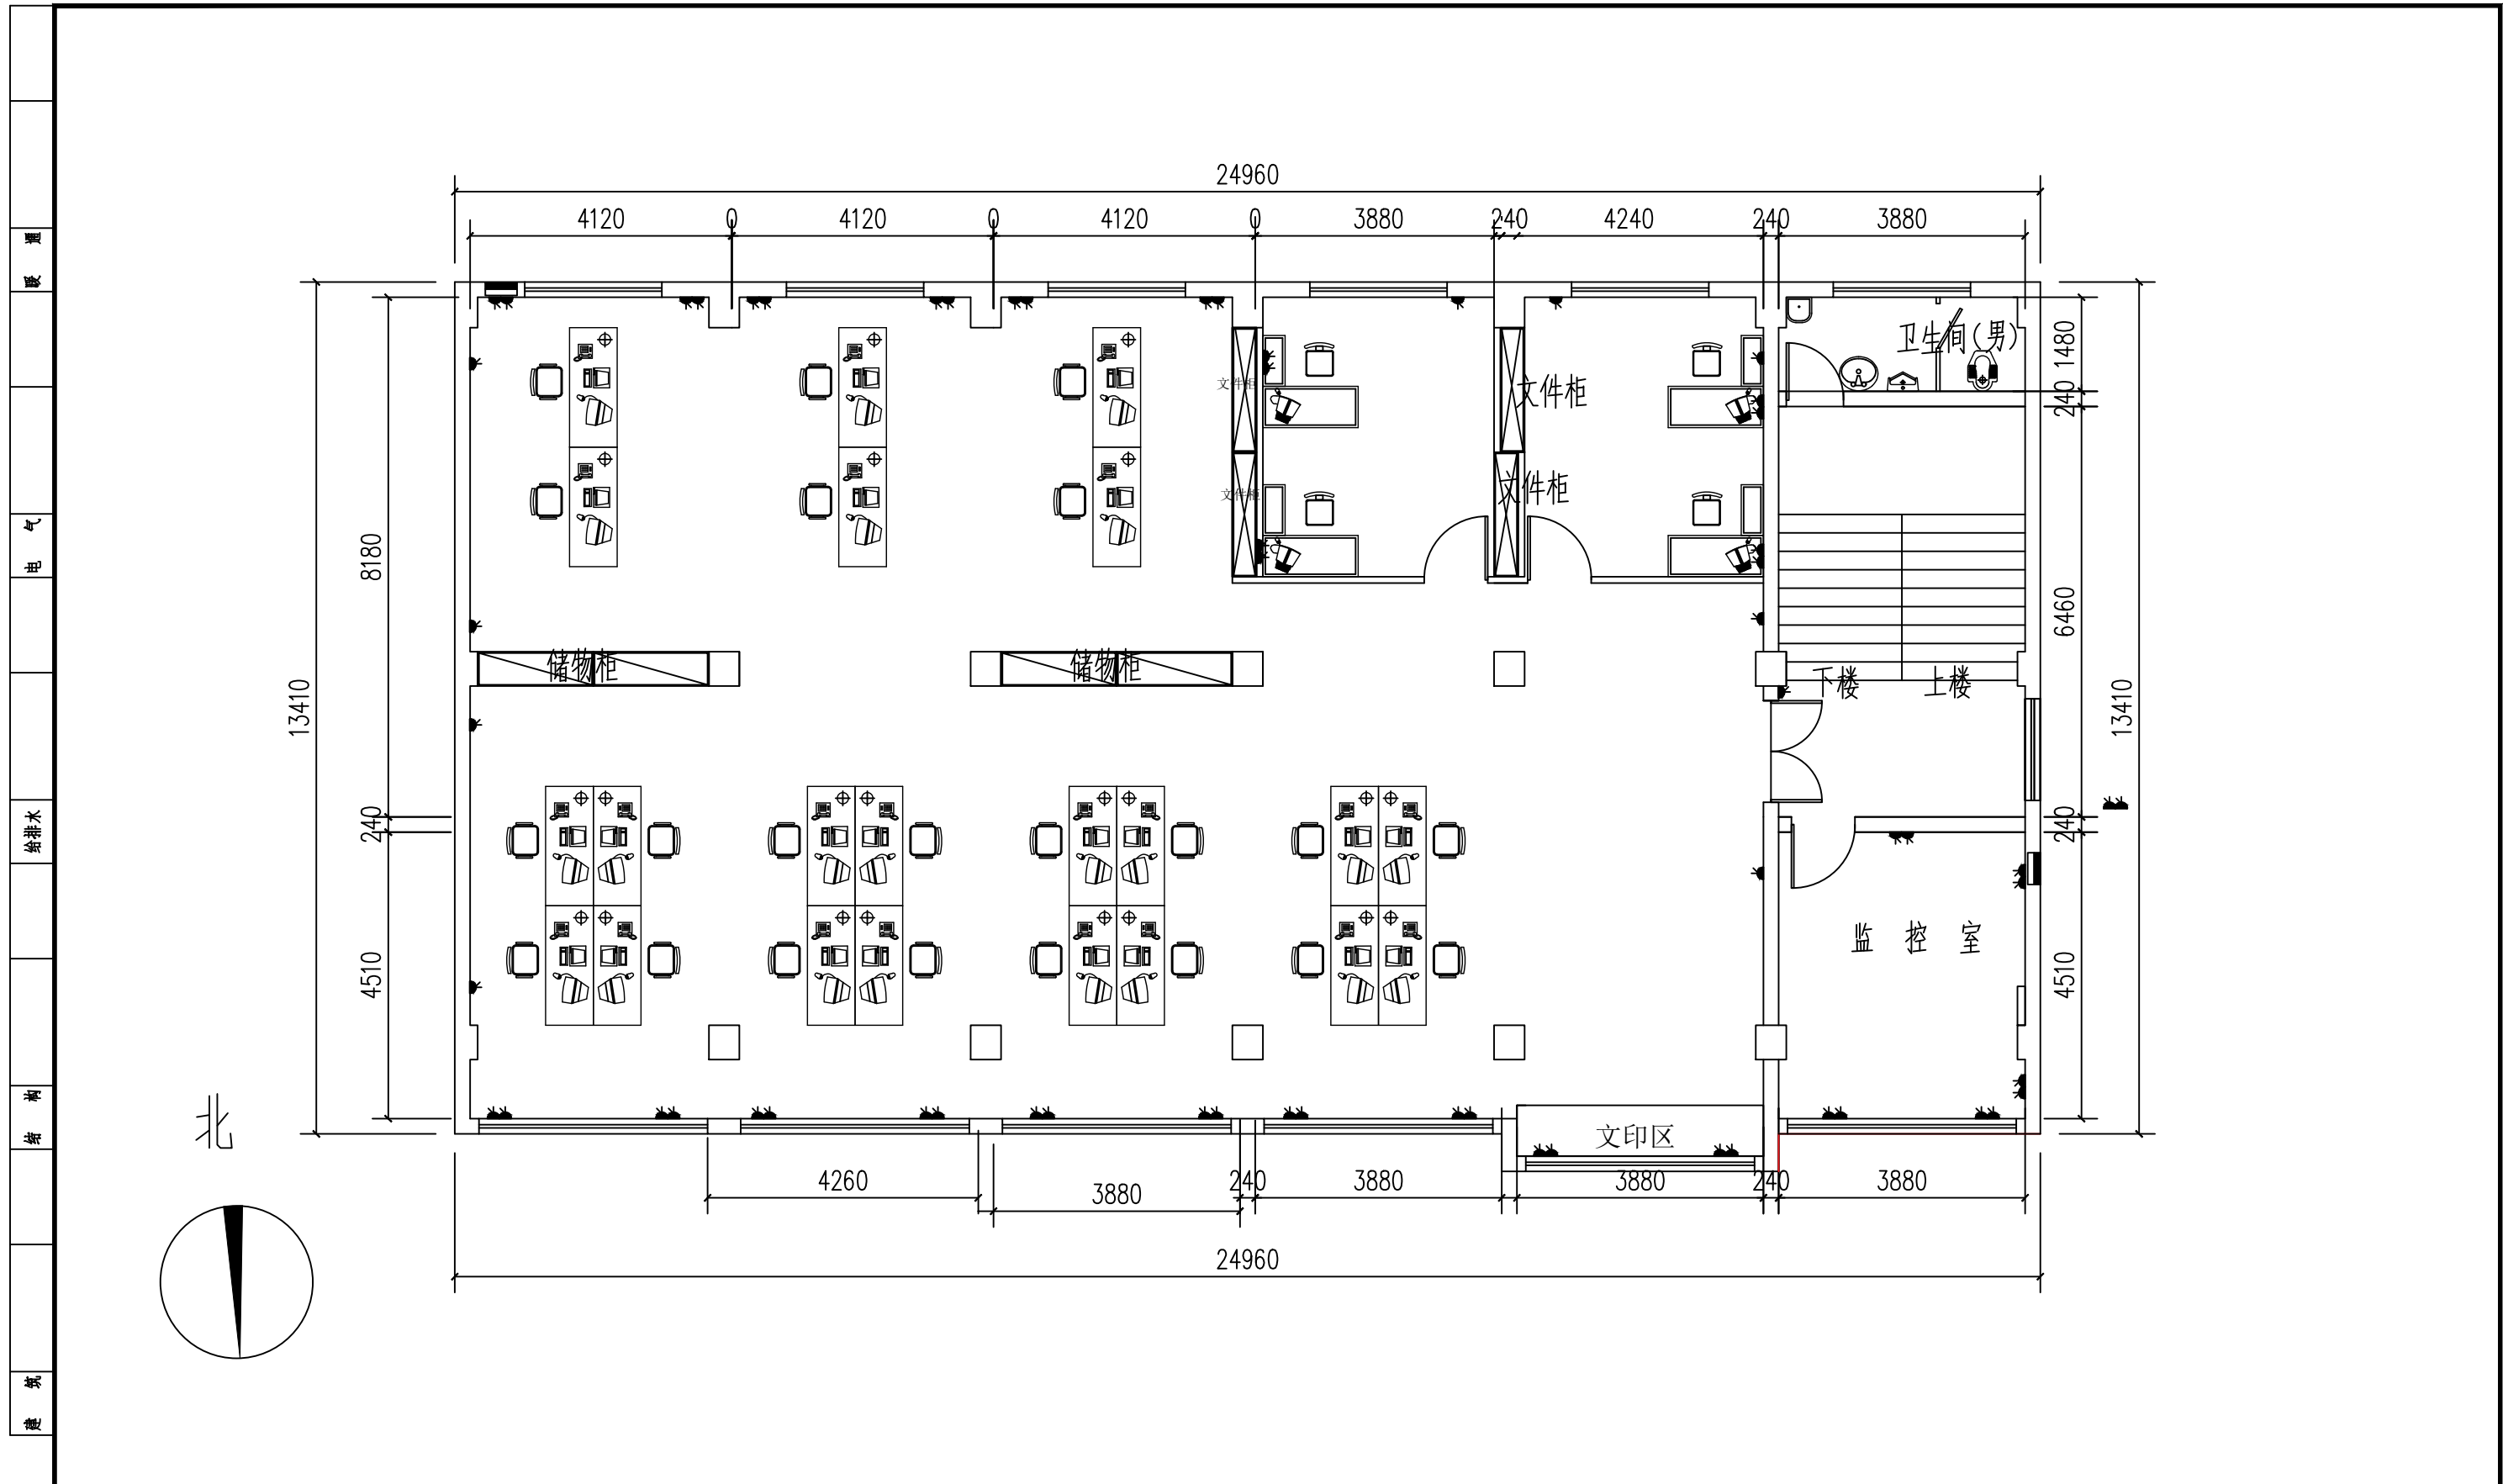 24960
4120 0 4120 0 4120 0 3880 240 4240 240 3880
通
联
气
电
给排水
构
结
筑
建
13410
8180
240
4510
卫生间(男)
1480
240
6460
240
4510
13410
文件柜
文件柜
文件柜
文件柜
储物柜
储物柜
下楼
上楼
监 控 室
文印区
北
4260 3880 240 3880 3880 240 3880
24960